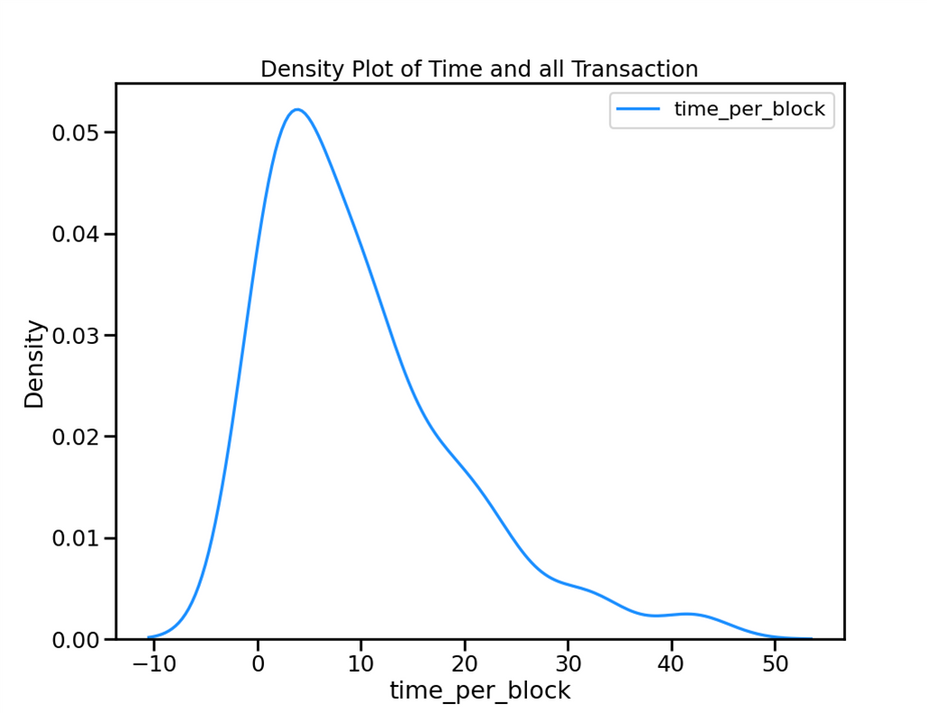 Density Plot of Time and all Transaction
time_per_block
0.05
0.04
0.03
0.02
0.01
0.00
Density
−10 0 10 20 30 40 50
time_per_block